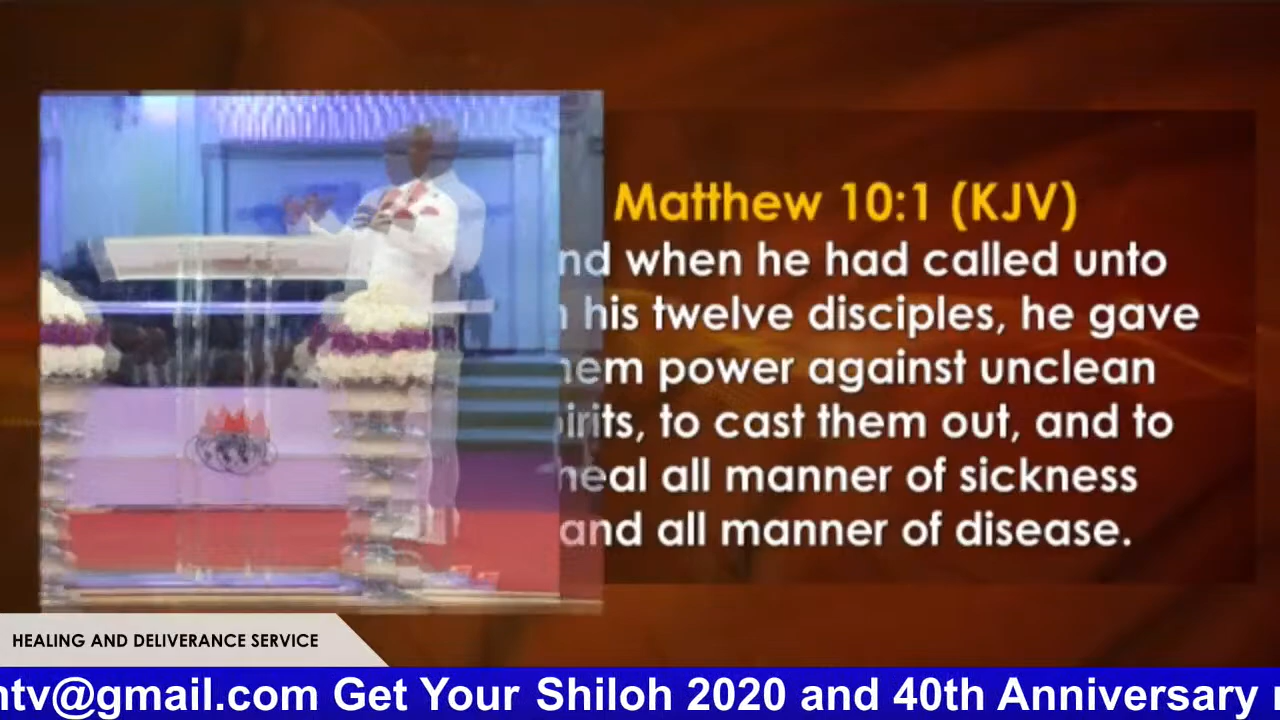 Matthew 10:1 (KJV)
nd when he had called unto
his twelve disciples, he gave
hem power against unclean
irits, to cast them out, and to
heal all manner of sickness
and all manner of disease.
HEALING AND DELIVERANCE SERVICE
ntv@gmail.com Get Your Shiloh 2020 and 40th Anniversary